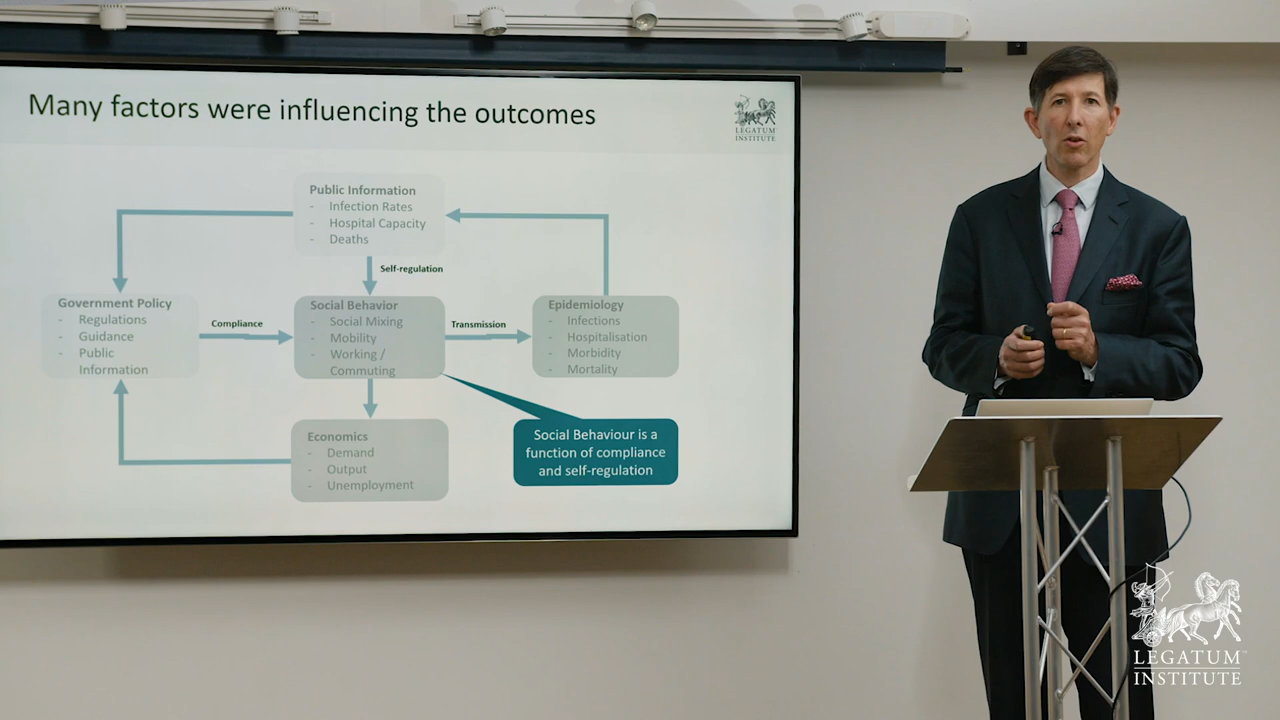 Many factors were influencing the outcomes
LEGATUM
INSTITUTE
Public Information
- Infection Rates
- Hospital Capacity
- Deaths
Self-regulation
Government Policy
- Regulations
- Guidance
- Public
Information
Compliance
Social Behavior
- Social Mixing
- Mobility
- Working /
Commuting
Transmission
Epidemiology
- Infections
- Hospitalisation
- Morbidity
- Mortality
Economics
- Demand
- Output
- Unemployment
Social Behaviour is a
function of compliance
and self-regulation
LEGATUM
INSTITUTE